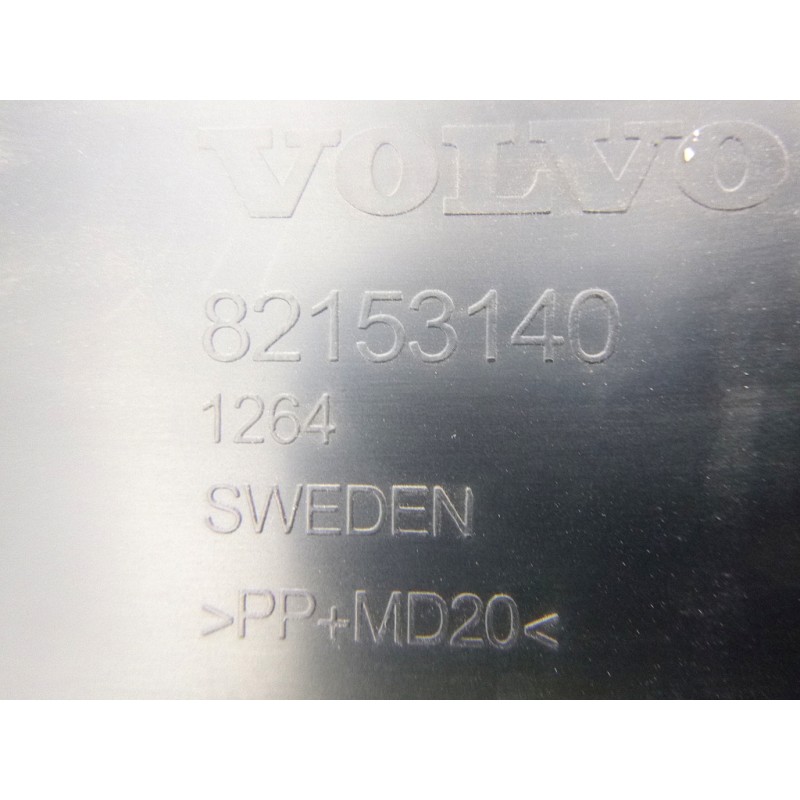 VOLVO
82153140
1264
SWEDEN
>PP+MD20<